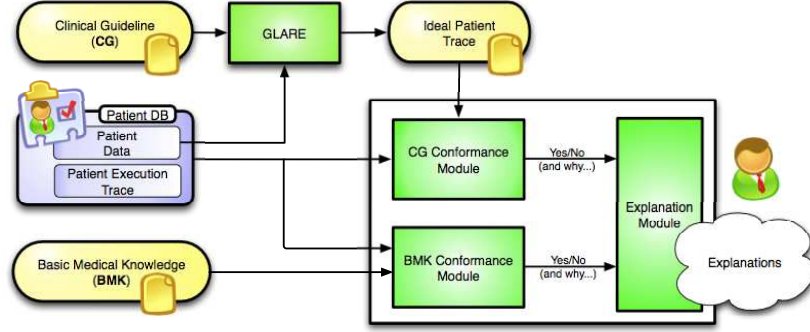 Clinical Guideline
(CG)
GLARE
Ideal Patient
Trace
Patient DB
Patient
Data
Patient Execution
Trace
CG Conformance
Module
Yes/No
(and why...)
Explanation
Module
Basic Medical Knowledge
(BMK)
BMK Conformance
Module
Yes/No
(and why...)
Explanations